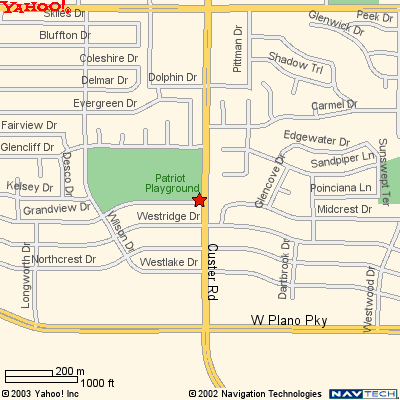 YAHOO!
Skiles Dr
Peek Dr
Glenwick Dr
Bluffton Dr
Pittman Dr
Coleshire Dr
Shadow Trl
Delmar Dr
Dolphin Dr
Evergreen Dr
Carmel Dr
Fairview Dr
Edgewater Dr
Glencliff Dr
Sandpiper Ln
Sunswept Ter
Desco Dr
Patriot
Playground
Glencove Dr
Kelsey Dr
Poinciana Ln
Grandview Dr
Westridge Dr
Midcrest Dr
Wilson Dr
Custer Rd
Longworth Dr
Northcrest Dr
Westlake Dr
Dartbrook Dr
Westwood Dr
W Plano Pky
200 m
1000 ft
©2003 Yahoo! Inc
©2002 Navigation Technologies
NAVTECH